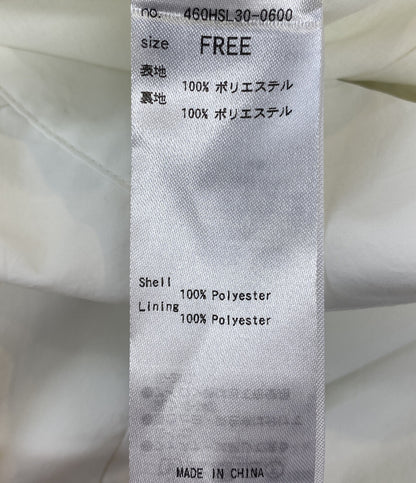 no. 460HSL30-0600
size FREE
表地
100% ポリエステル
裏地
100% ポリエステル
Shell
100% Polyester
Lining
100% Polyester
MADE IN CHINA